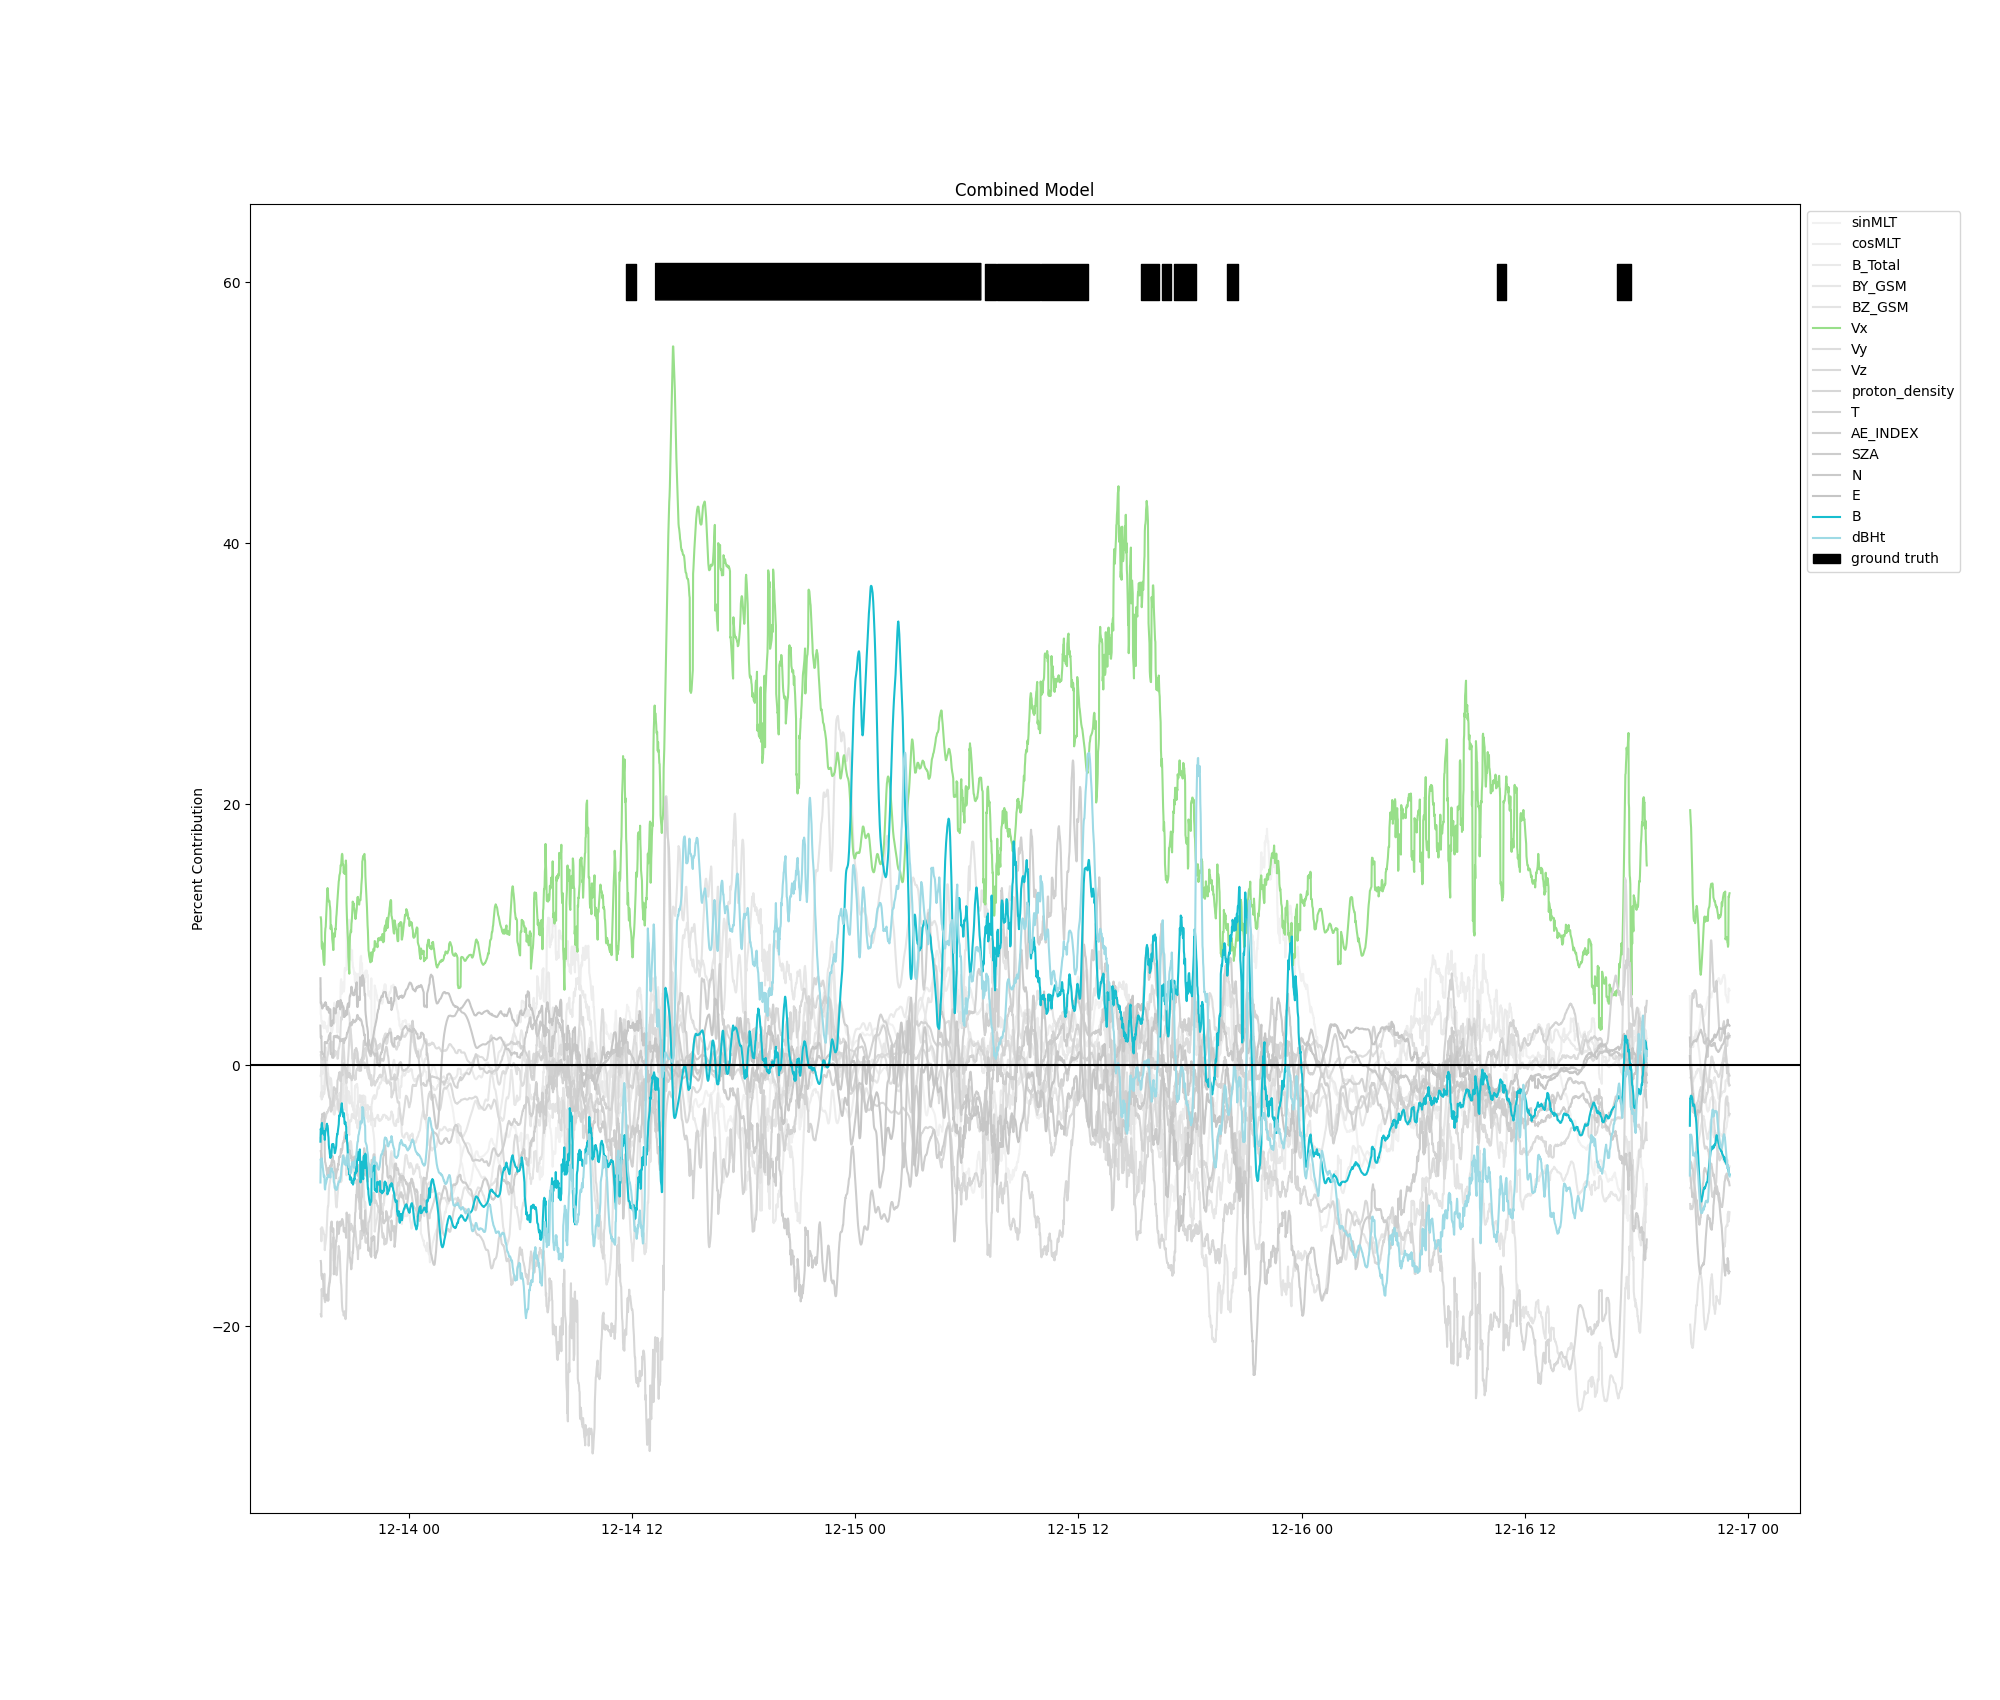 Combined Model
sinMLT
cosMLT
B_Total
BY_GSM
BZ_GSM
Vx
Vy
Vz
proton_density
T
AE_INDEX
SZA
N
E
B
dBHt
ground truth
Percent Contribution
60
40
20
0
−20
12-14 00
12-14 12
12-15 00
12-15 12
12-16 00
12-16 12
12-17 00